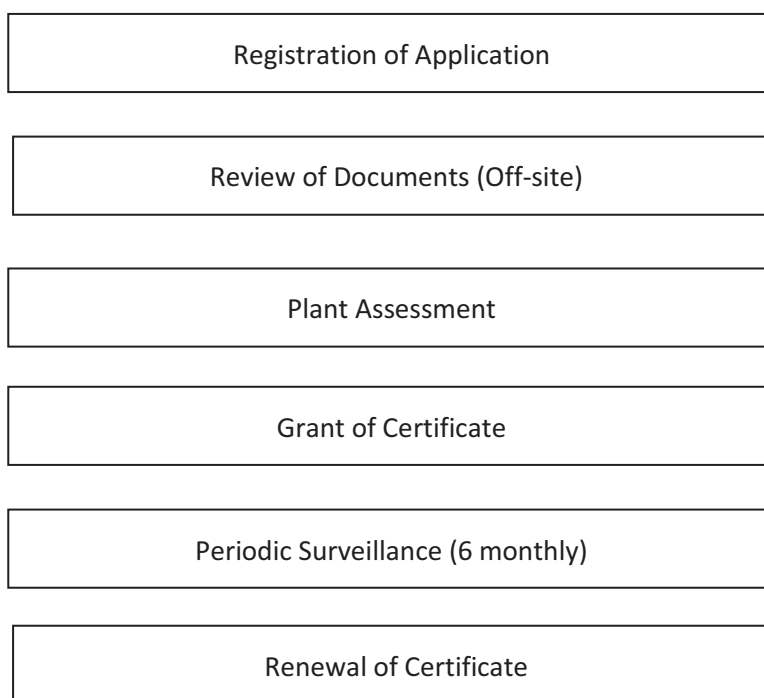 Registration of Application
Review of Documents (Off-site)
Plant Assessment
Grant of Certificate
Periodic Surveillance (6 monthly)
Renewal of Certificate